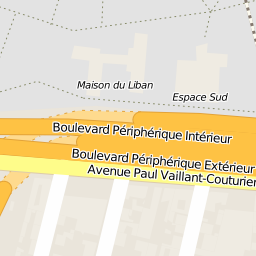 Maison du Liban
Espace Sud
Boulevard Périphérique Intérieur
Boulevard Périphérique Extérieur
Avenue Paul Vaillant-Couturier